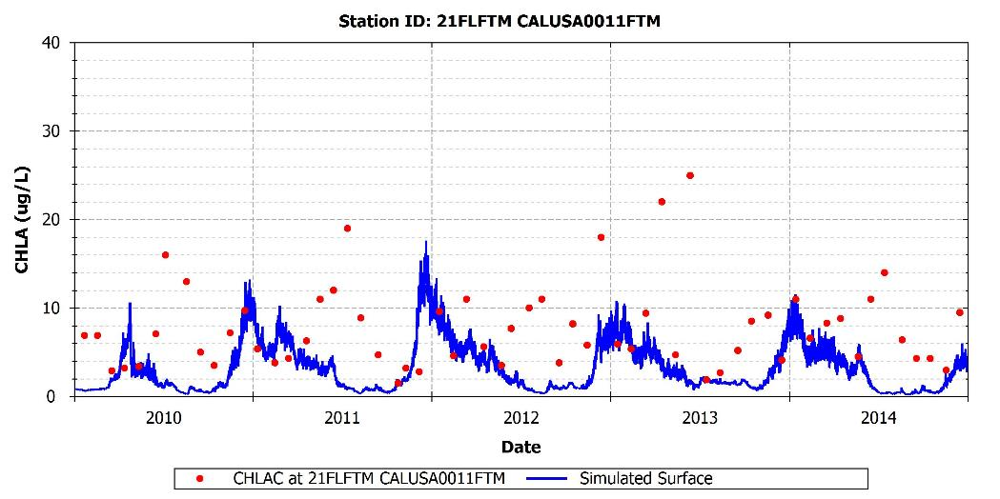 Station ID: 21FLFTM CALUSA0011FTM
40
30
20
10
0
CHLA (ug/L)
2010 2011 2012 2013 2014
Date
CHLAC at 21FLFTM CALUSA0011FTM Simulated Surface